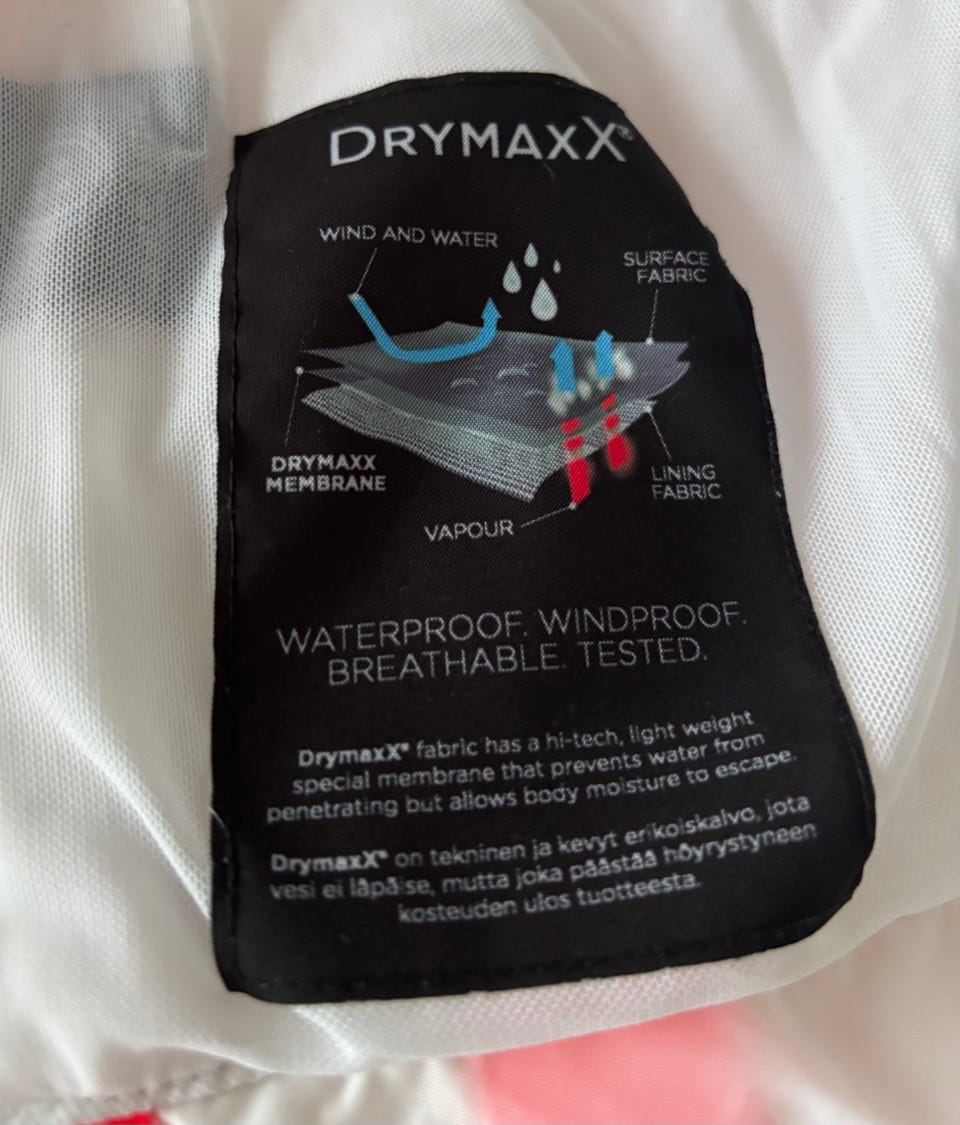 DRYMAXX®
WIND AND WATER
SURFACE
FABRIC
DRYMAXX
MEMBRANE
LINING
FABRIC
VAPOUR
WATERPROOF. WINDPROOF.
BREATHABLE. TESTED.
DrymaxX® fabric has a hi-tech, light weight
special membrane that prevents water from
penetrating but allows body moisture to escape.
DrymaxX® on tekninen ja kevyt erikoiskalvo, jota
vesi ei läpäise, mutta joka päästää höyrystyneen
kosteuden ulos tuotteesta.